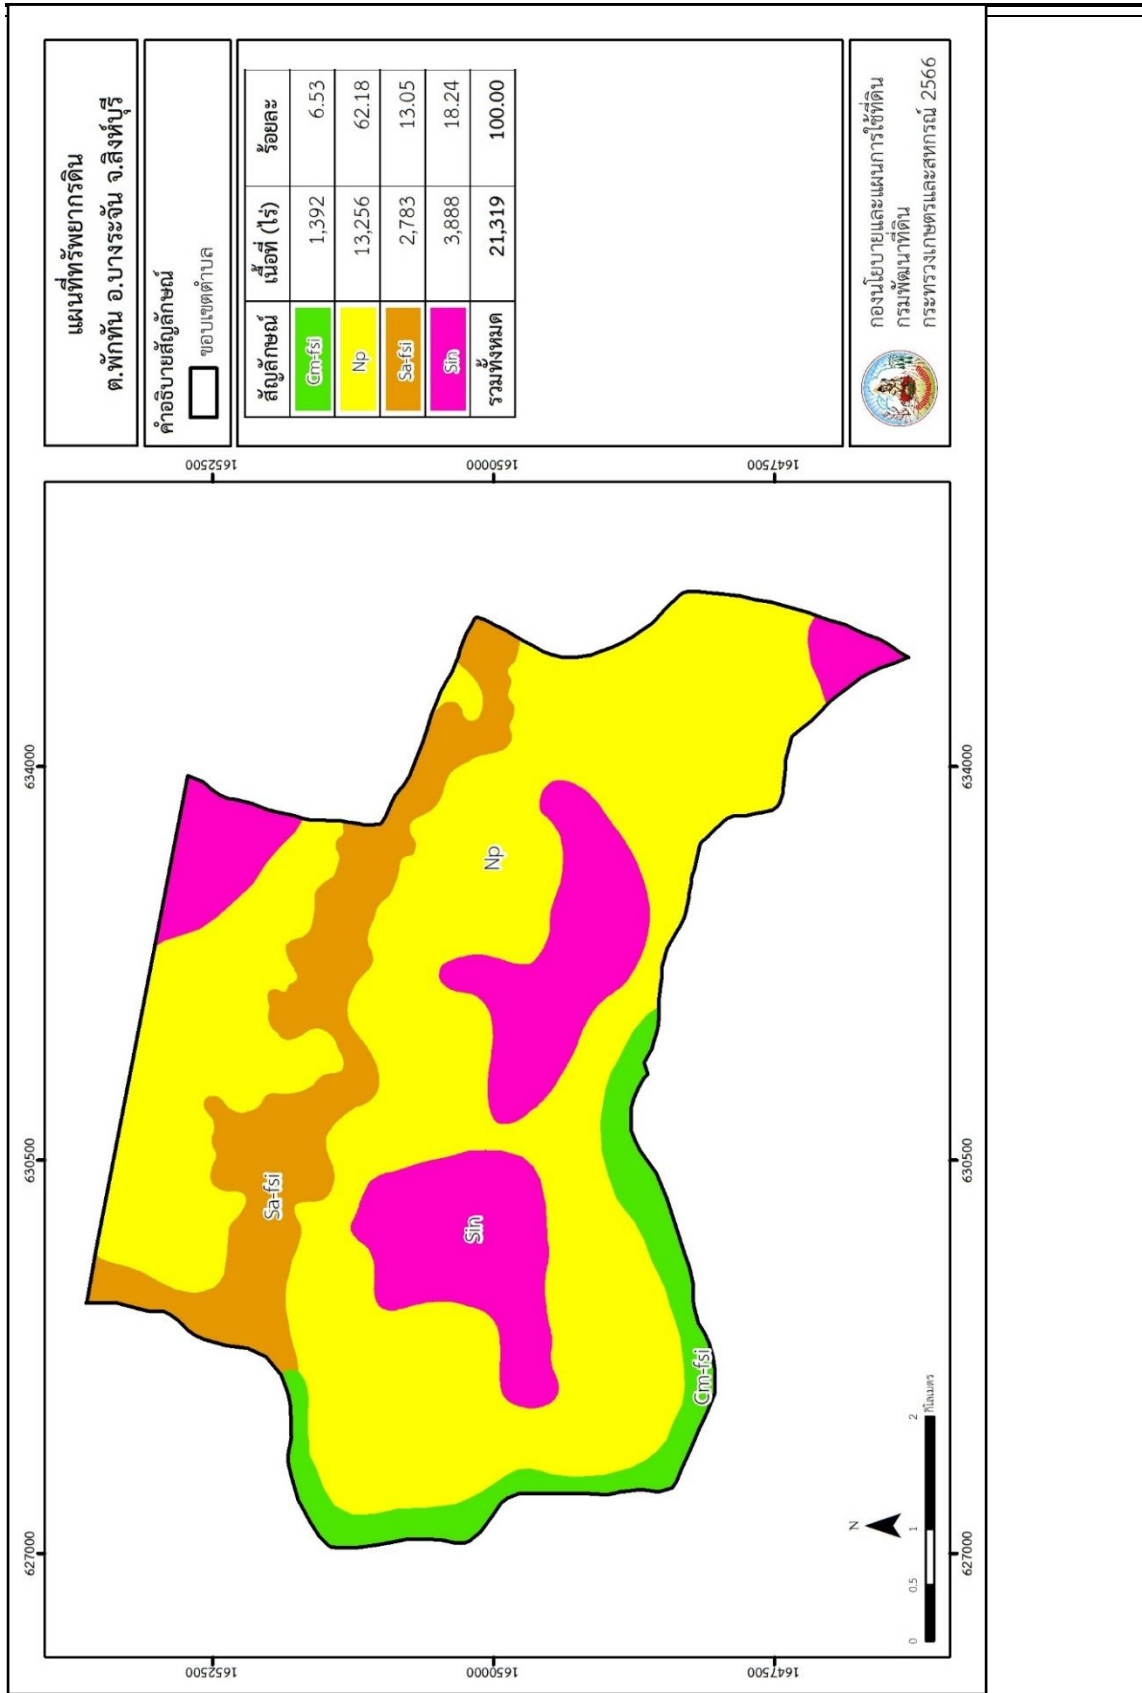 แผนที่ทรัพยากรดิน
ต.พักทัน อ.บางระจัน จ.สิงห์บุรี
คำอธิบายสัญลักษณ์
ขอบเขตตำบล
สัญลักษณ์ เนื้อที่ (ไร่) ร้อยละ
Cm-fsi 1,392 6.53
Np 13,256 62.18
Sa-fsi 2,783 13.05
Sin 3,888 18.24
รวมทั้งหมด 21,319 100.00
กองนโยบายและแผนการใช้ที่ดิน
กรมพัฒนาที่ดิน
กระทรวงเกษตรและสหกรณ์ 2566
627000 630500 634000
1652500 1652500
Sa-fsi
Np
1650000 1650000
Sin
Cm-fsi
1647500 1647500
N
0 0.5 1 2
กิโลเมตร
627000 630500 634000